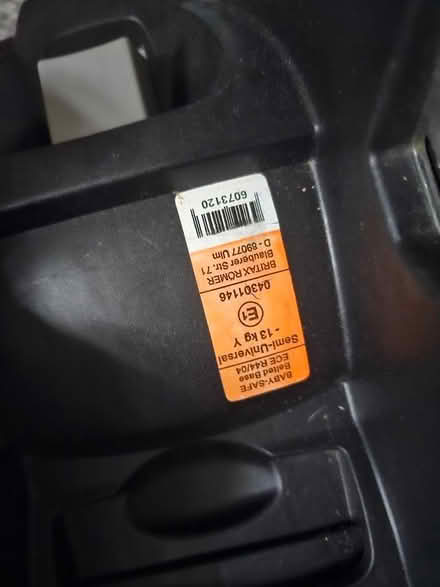 BABY-SAFE
Belted Base
ECE R44/04
Semi-Universal
- 13 kg Y
E1
04301146
BRITAX RÖMER
Blauberer Str. 71
D - 89077 Ulm
6073120